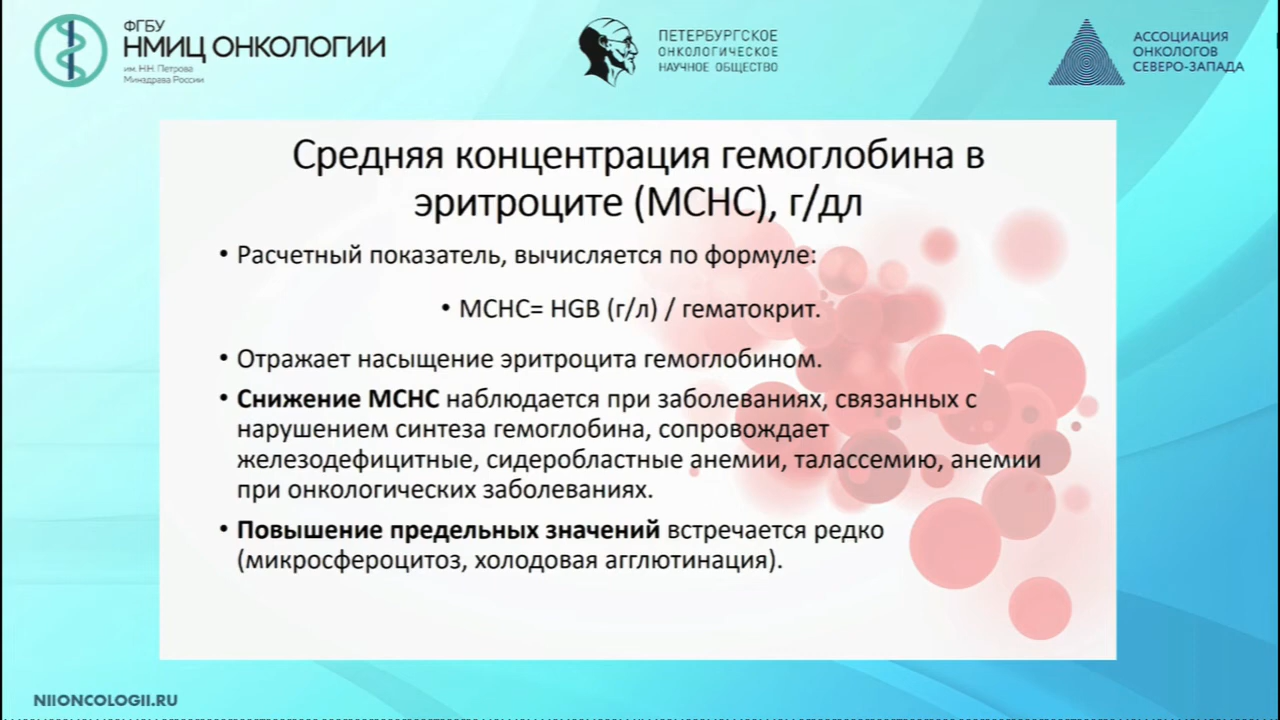 ФГБУ
НМИЦ ОНКОЛОГИИ
им. Н.Н. Петрова
Минздрава России
ПЕТЕРБУРГСКОЕ
ОНКОЛОГИЧЕСКОЕ
НАУЧНОЕ ОБЩЕСТВО
АССОЦИАЦИЯ
ОНКОЛОГОВ
СЕВЕРО-ЗАПАДА
Средняя концентрация гемоглобина в
эритроците (МСНС), г/дл
• Расчетный показатель, вычисляется по формуле:
• МСНС= HGB (г/л) / гематокрит.
• Отражает насыщение эритроцита гемоглобином.
• Снижение МСНС наблюдается при заболеваниях, связанных с
нарушением синтеза гемоглобина, сопровождает
железодефицитные, сидеробластные анемии, талассемию, анемии
при онкологических заболеваниях.
• Повышение предельных значений встречается редко
(микросфероцитоз, холодовая агглютинация).
NIIONCOLOGII.RU